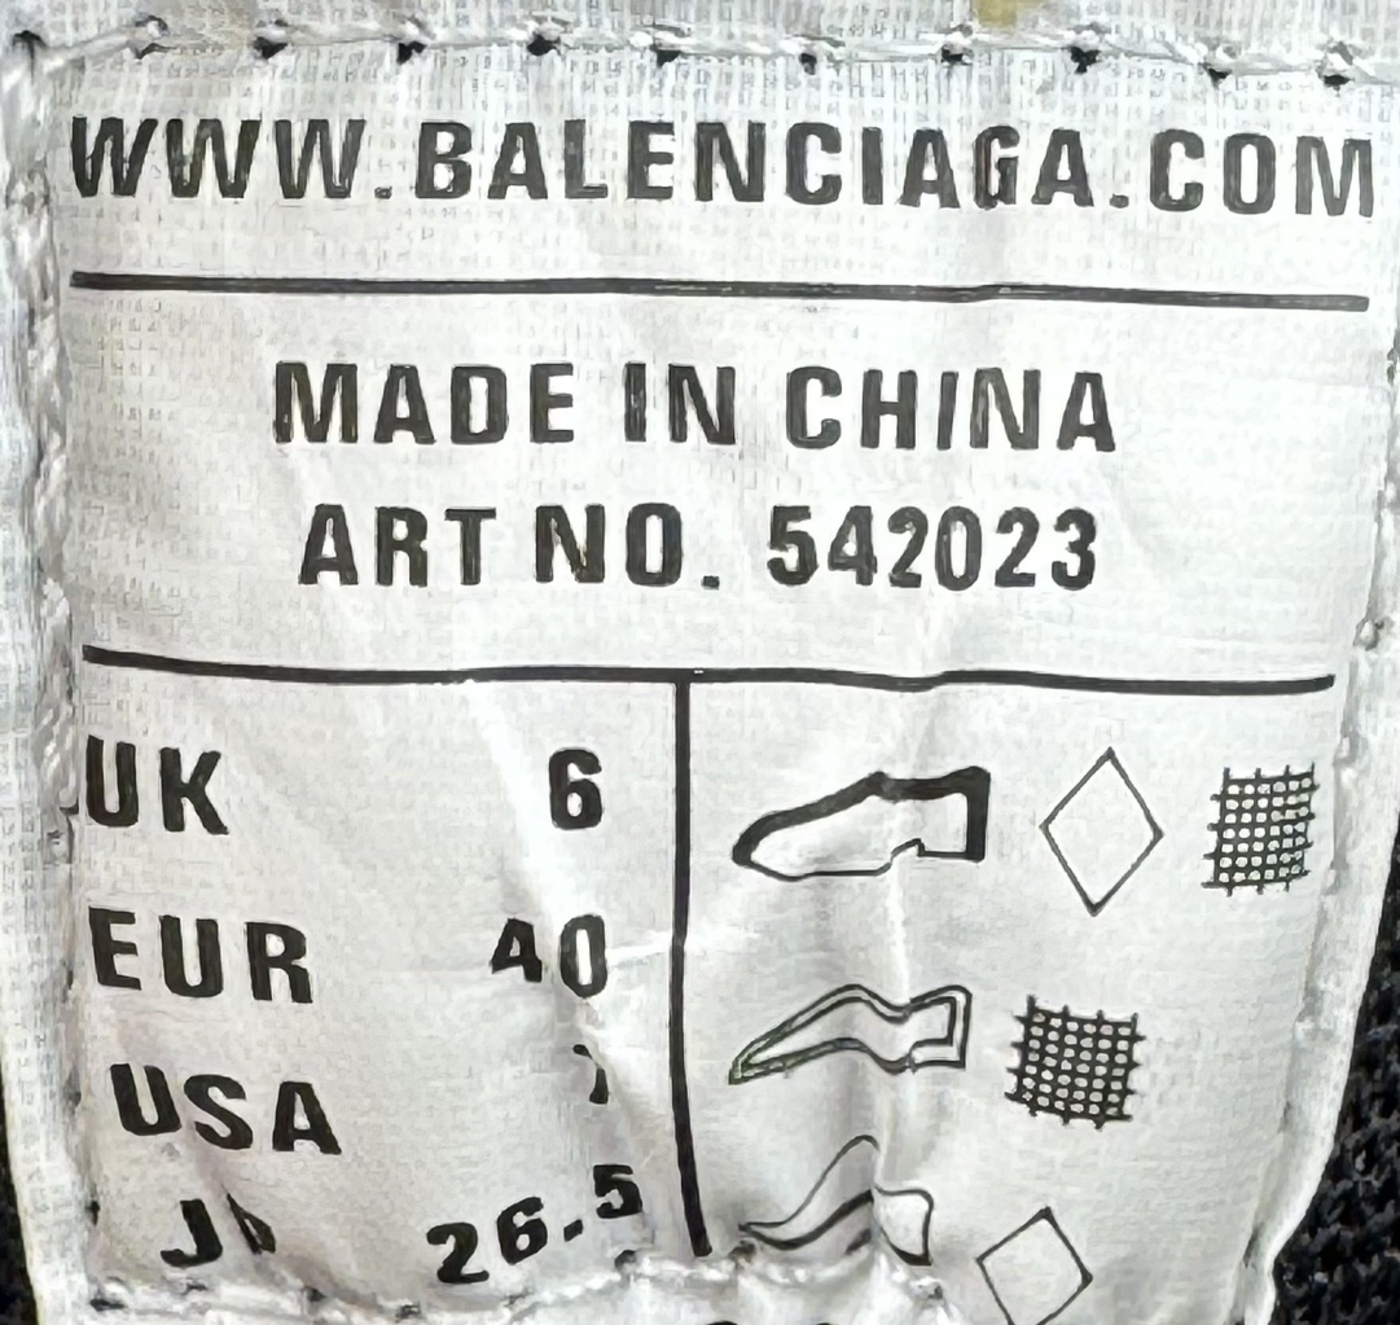 WWW.BALENCIAGA.COM
MADE IN CHINA
ART NO. 542023
UK 6
EUR 40
USA
26.5